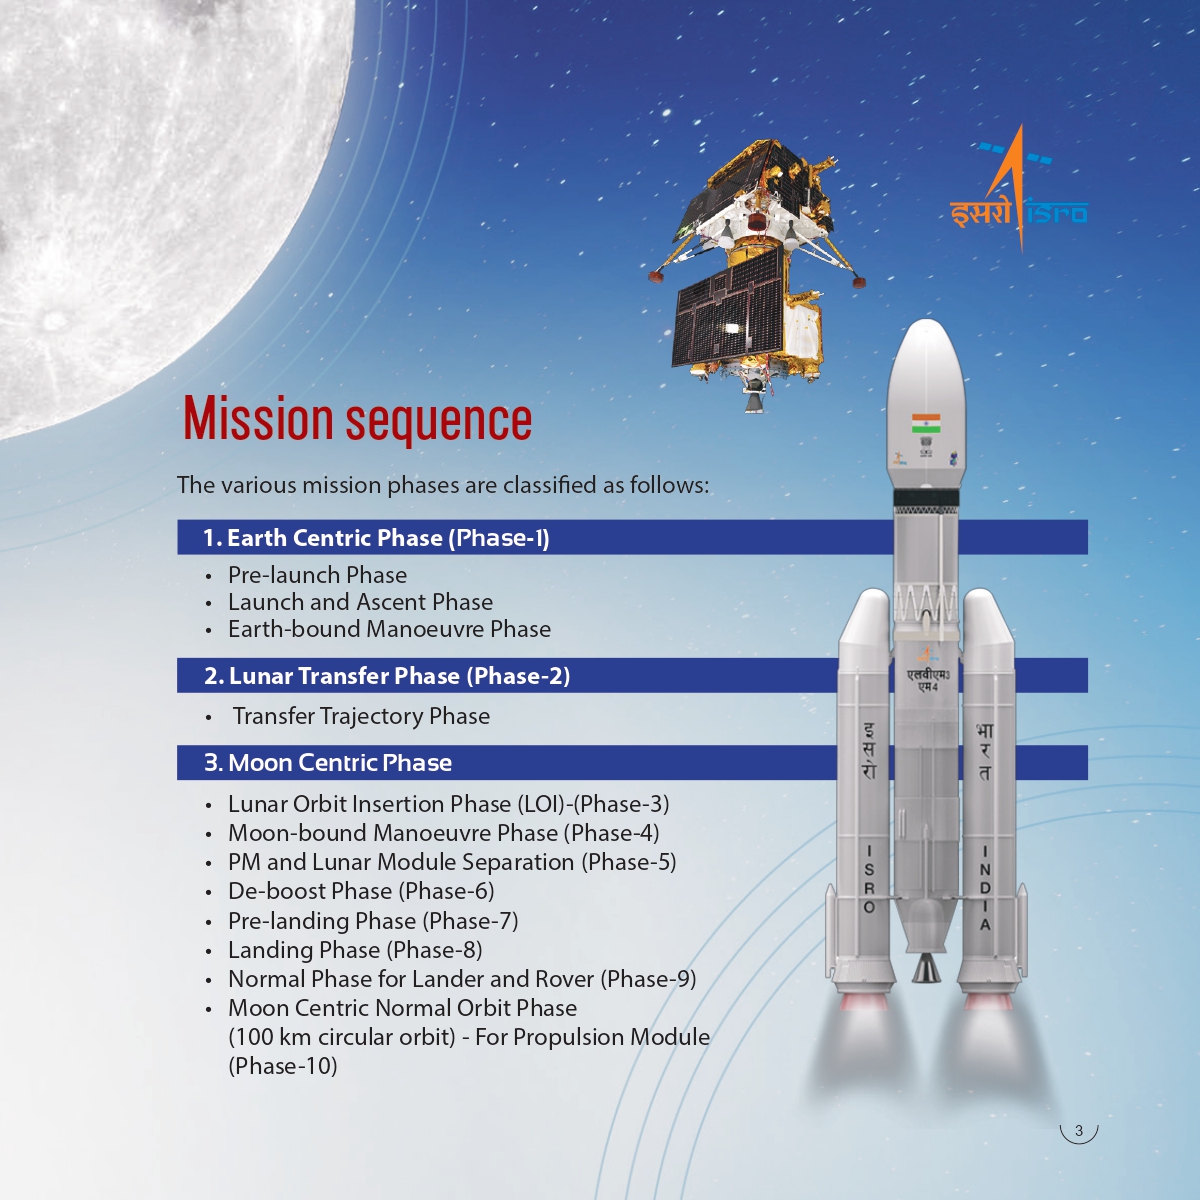 इसरो isro
Mission sequence
The various mission phases are classified as follows:
1. Earth Centric Phase (Phase-1)
• Pre-launch Phase
• Launch and Ascent Phase
• Earth-bound Manoeuvre Phase
2. Lunar Transfer Phase (Phase-2)
• Transfer Trajectory Phase
3. Moon Centric Phase
• Lunar Orbit Insertion Phase (LOI)-(Phase-3)
• Moon-bound Manoeuvre Phase (Phase-4)
• PM and Lunar Module Separation (Phase-5)
• De-boost Phase (Phase-6)
• Pre-landing Phase (Phase-7)
• Landing Phase (Phase-8)
• Normal Phase for Lander and Rover (Phase-9)
• Moon Centric Normal Orbit Phase
(100 km circular orbit) - For Propulsion Module
(Phase-10)
एलवीएम3
एम4
इसरो
भारत
ISRO
INDIA
3